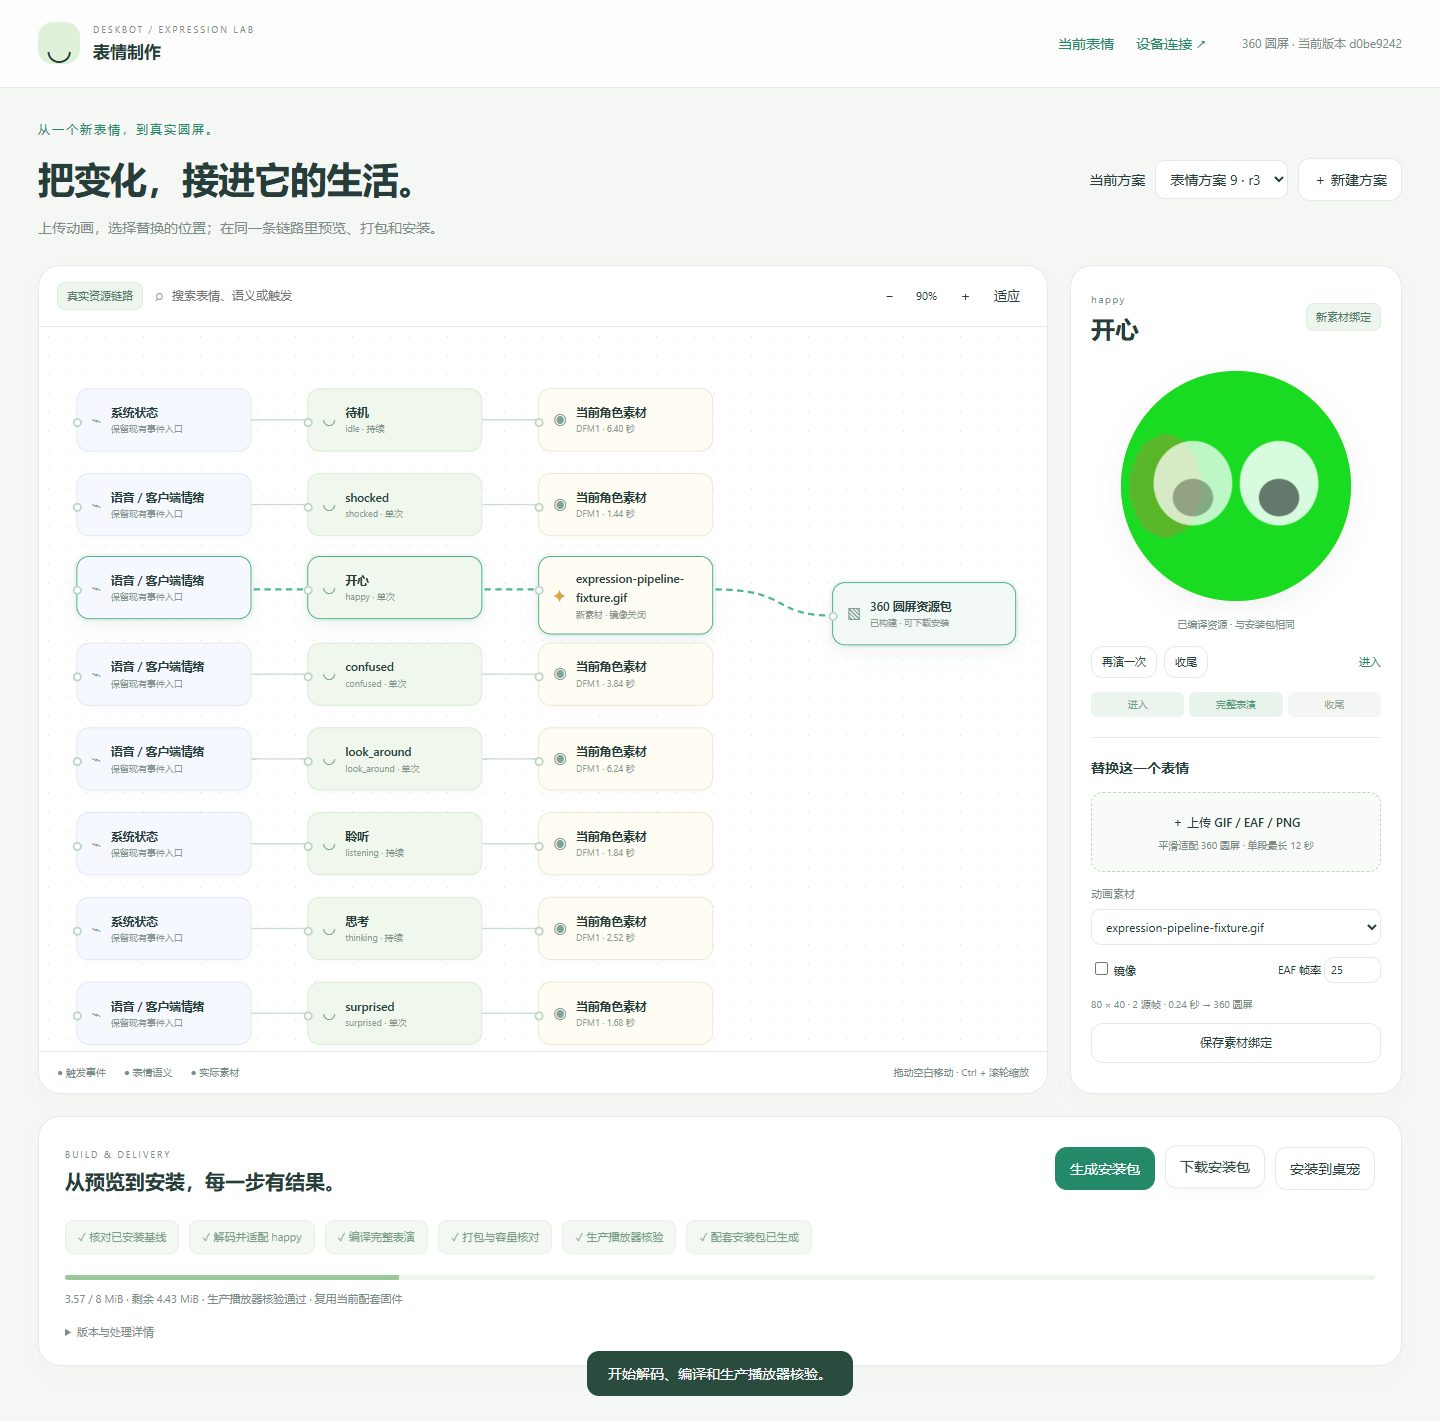 DESKBOT / EXPRESSION LAB
表情制作
当前表情
设备连接 ↗
360 圆屏 · 当前版本 d0be9242
从一个新表情，到真实圆屏。
把变化，接进它的生活。
上传动画，选择替换的位置；在同一条链路里预览、打包和安装。
当前方案
表情方案 9 · r3
+ 新建方案
真实资源链路
搜索表情、语义或触发
− 90% + 适应
系统状态
保留现有事件入口
待机
idle · 持续
当前角色素材
DFM1 · 6.40 秒
语音 / 客户端情绪
保留现有事件入口
shocked
shocked · 单次
当前角色素材
DFM1 · 1.44 秒
语音 / 客户端情绪
保留现有事件入口
开心
happy · 单次
expression-pipeline-
fixture.gif
新素材 · 镜像关闭
360 圆屏资源包
已构建 · 可下载安装
语音 / 客户端情绪
保留现有事件入口
confused
confused · 单次
当前角色素材
DFM1 · 3.84 秒
语音 / 客户端情绪
保留现有事件入口
look_around
look_around · 单次
当前角色素材
DFM1 · 6.24 秒
系统状态
保留现有事件入口
聆听
listening · 持续
当前角色素材
DFM1 · 1.84 秒
系统状态
保留现有事件入口
思考
thinking · 持续
当前角色素材
DFM1 · 2.52 秒
语音 / 客户端情绪
保留现有事件入口
surprised
surprised · 单次
当前角色素材
DFM1 · 1.68 秒
● 触发事件 ● 表情语义 ● 实际素材
拖动空白移动 · Ctrl + 滚轮缩放
happy
开心
新素材绑定
已编译资源 · 与安装包相同
再演一次
收尾
进入
进入
完整表演
收尾
替换这一个表情
+ 上传 GIF / EAF / PNG
平滑适配 360 圆屏 · 单段最长 12 秒
动画素材
expression-pipeline-fixture.gif
镜像
EAF 帧率 25
80 × 40 · 2 源帧 · 0.24 秒 → 360 圆屏
保存素材绑定
BUILD & DELIVERY
从预览到安装，每一步有结果。
生成安装包
下载安装包
安装到桌宠
✓ 核对已安装基线
✓ 解码并适配 happy
✓ 编译完整表演
✓ 打包与容量核对
✓ 生产播放器核验
✓ 配套安装包已生成
3.57 / 8 MiB · 剩余 4.43 MiB · 生产播放器核验通过 · 复用当前配套固件
▶ 版本与处理详情
开始解码、编译和生产播放器核验。